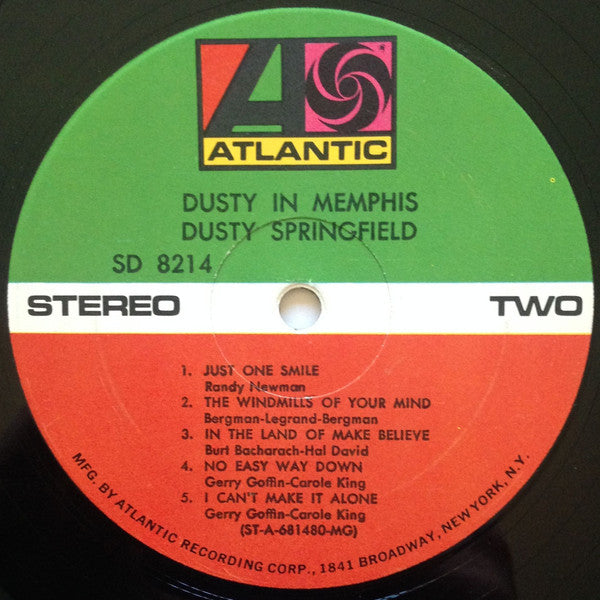 ATLANTIC
DUSTY IN MEMPHIS
DUSTY SPRINGFIELD
SD 8214
STEREO TWO
1. JUST ONE SMILE
Randy Newman
2. THE WINDMILLS OF YOUR MIND
Bergman-Legrand-Bergman
3. IN THE LAND OF MAKE BELIEVE
Burt Bacharach-Hal David
4. NO EASY WAY DOWN
Gerry Goffin-Carole King
5. I CAN'T MAKE IT ALONE
Gerry Goffin-Carole King
(ST-A-681480-MG)
MFG. BY ATLANTIC RECORDING CORP., 1841 BROADWAY, NEW YORK, N.Y.